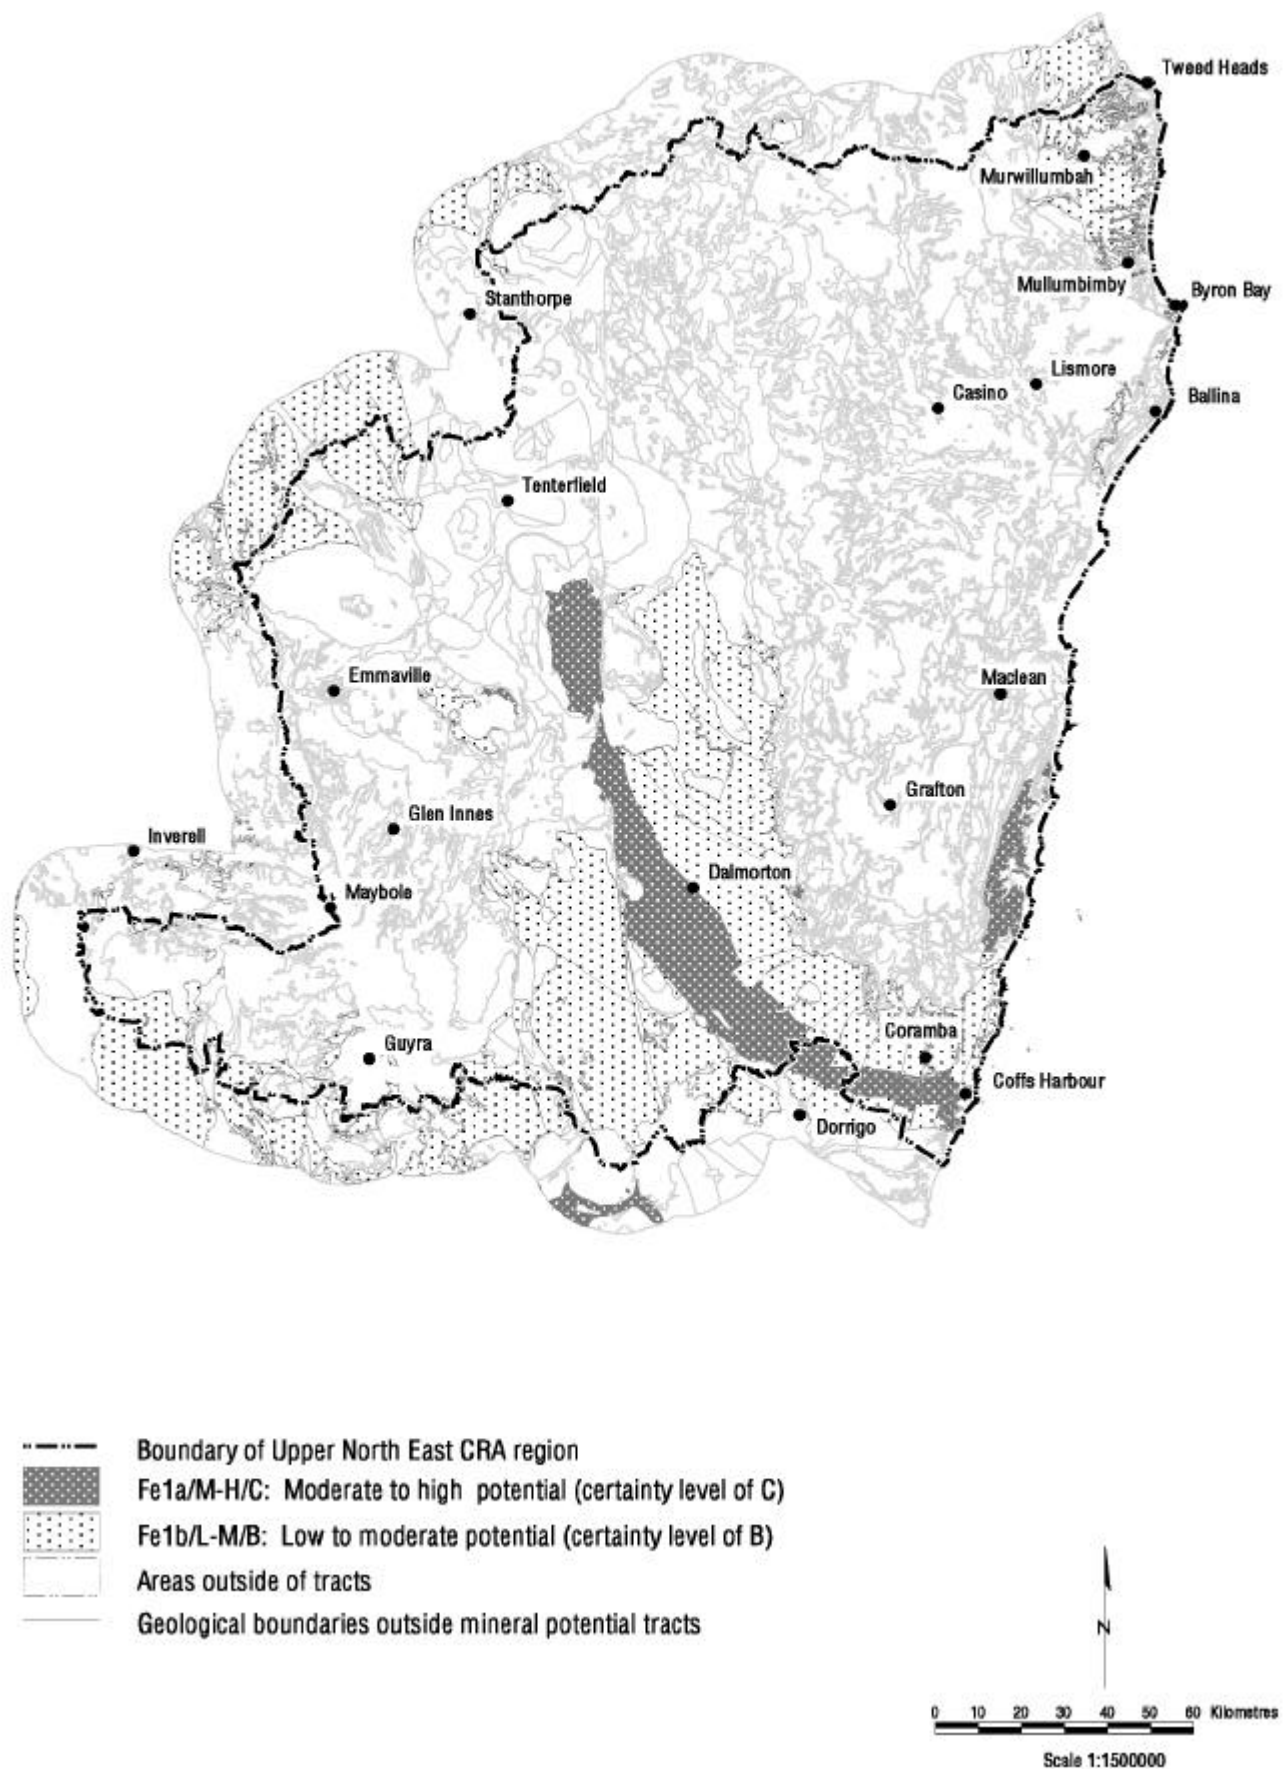 Tweed Heads
Murwillumbah
Mullumbimby
Byron Bay
Stanthorpe
Lismore
Casino
Ballina
Tenterfield
Emmaville
Maclean
Grafton
Glen Innes
Inverell
Dalmorton
Maybole
Coramba
Guyra
Coffs Harbour
Dorrigo
Boundary of Upper North East CRA region
Fe1a/M-H/C: Moderate to high potential (certainty level of C)
Fe1b/L-M/B: Low to moderate potential (certainty level of B)
Areas outside of tracts
Geological boundaries outside mineral potential tracts
N
0 10 20 30 40 50 60 Kilometres
Scale 1:1500000